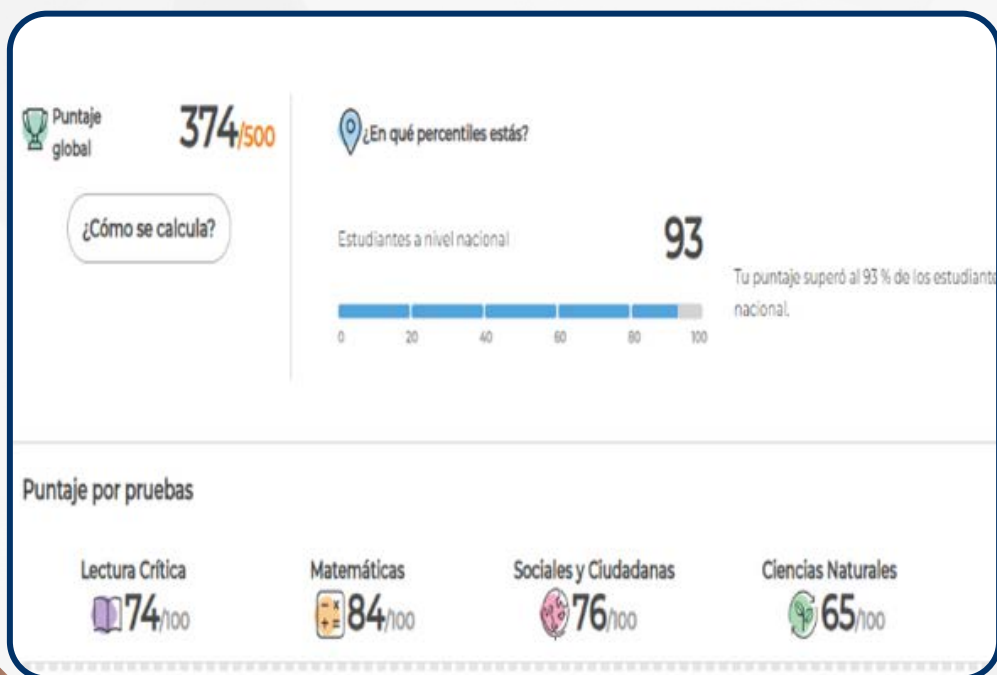 Puntaje
global
374/500
¿Cómo se calcula?
¿En qué percentiles estás?
Estudiantes a nivel nacional
93
0 20 40 60 80 100
Tu puntaje superó al 93 % de los estudiante
nacional.
Puntaje por pruebas
Lectura Crítica
74/100
Matemáticas
84/100
Sociales y Ciudadanas
76/100
Ciencias Naturales
65/100